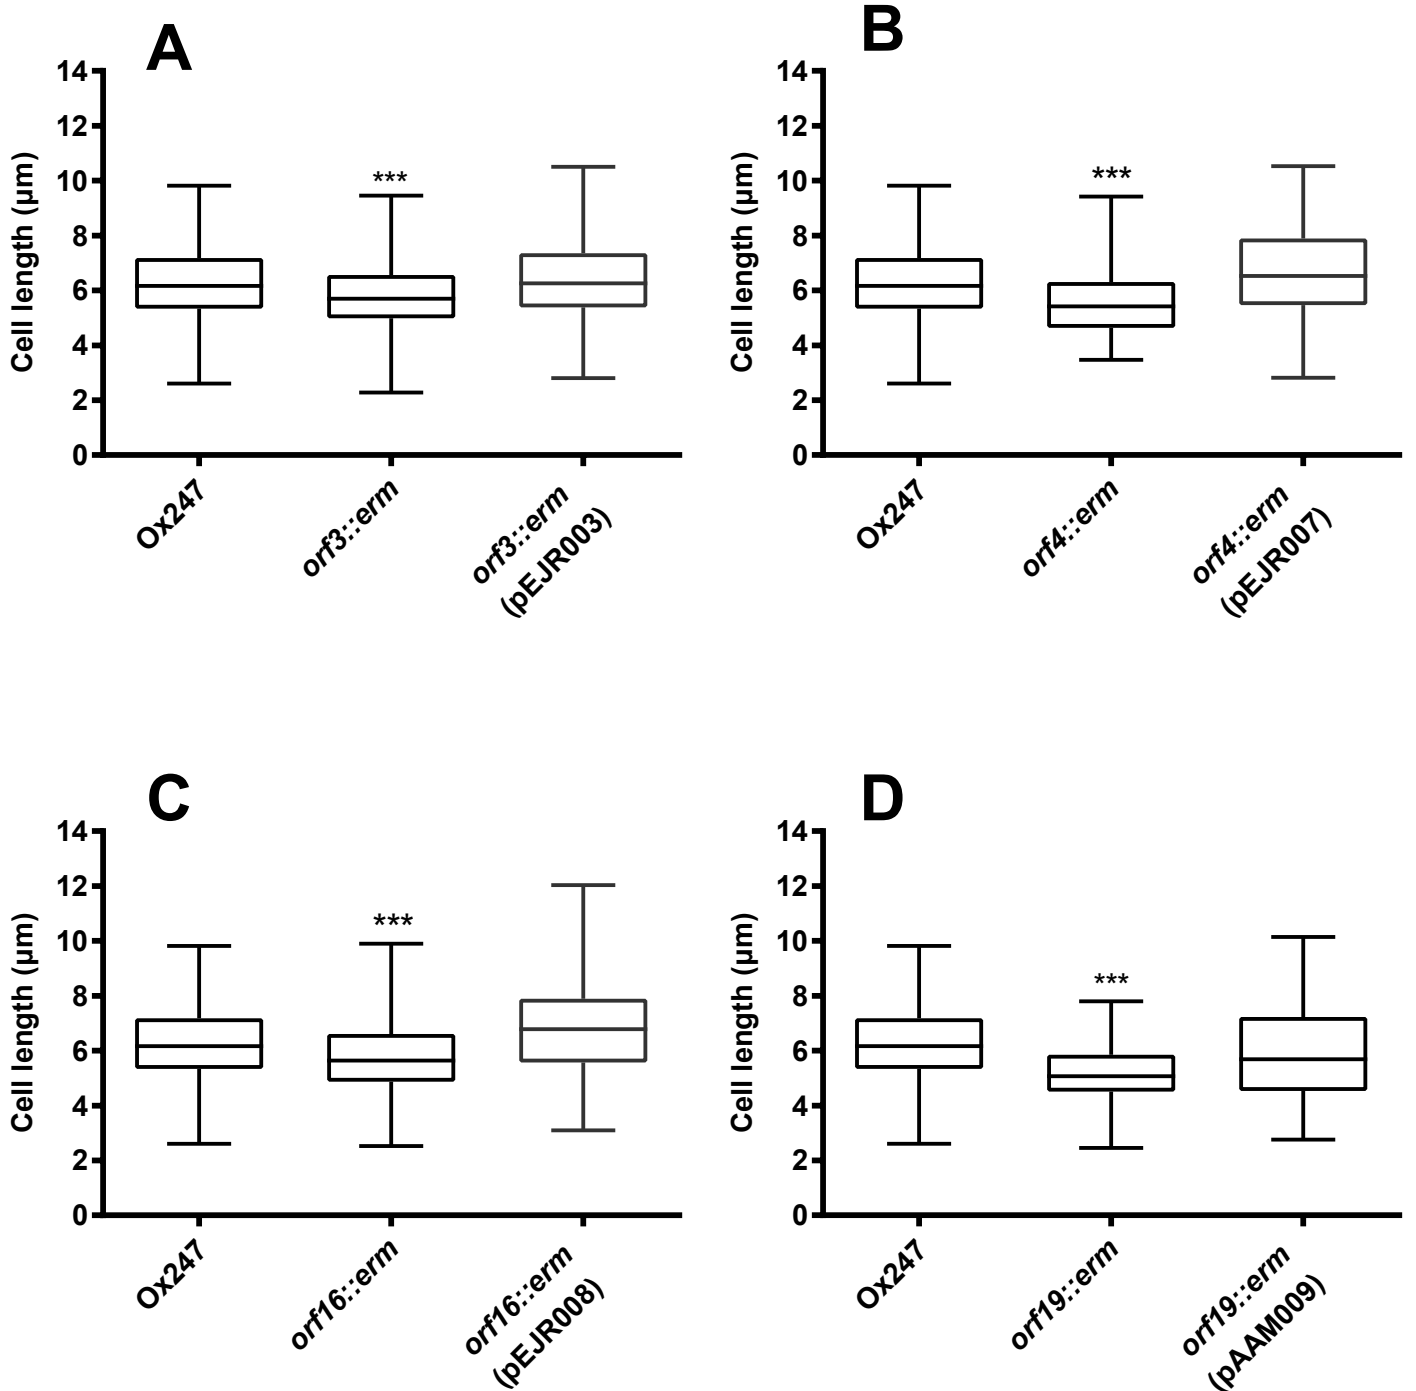 A
14
12
10
8
6
4
2
0
Cell length (μm)
***
Ox247
orf3::erm
orf3::erm
(pEJR003)
B
14
12
10
8
6
4
2
0
Cell length (μm)
***
Ox247
orf4::erm
orf4::erm
(pEJR007)
C
14
12
10
8
6
4
2
0
Cell length (μm)
***
Ox247
orf16::erm
orf16::erm
(pEJR008)
D
14
12
10
8
6
4
2
0
Cell length (μm)
***
Ox247
orf19::erm
orf19::erm
(pAAM009)